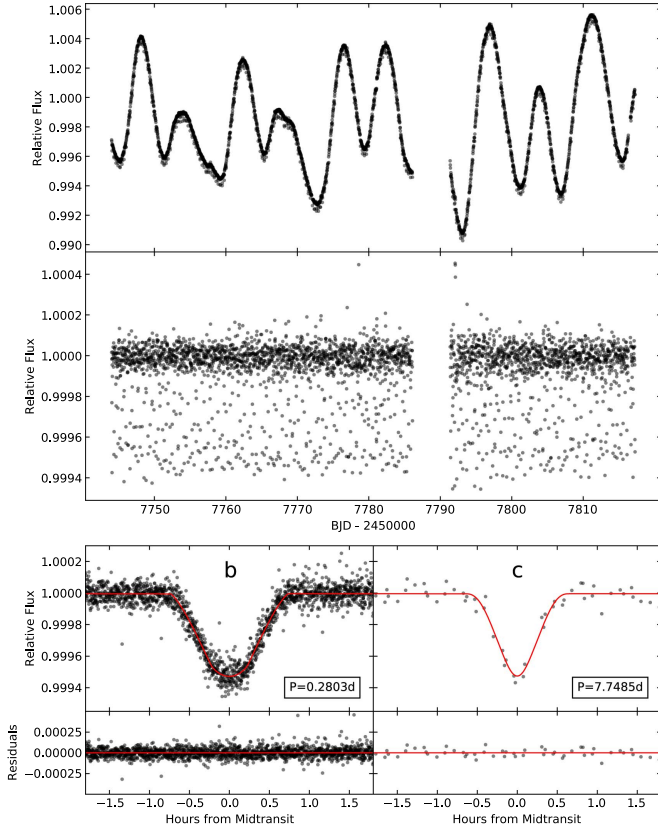 1.006
1.004
1.002
1.000
0.998
0.996
0.994
0.992
0.990
Relative Flux
1.0004
1.0002
1.0000
0.9998
0.9996
0.9994
Relative Flux
7750 7760 7770 7780 7790 7800 7810
BJD - 2450000
1.0002
1.0000
0.9998
0.9996
0.9994
Relative Flux
b
P=0.2803d
c
P=7.7485d
0.00025
0.00000
−0.00025
Residuals
−1.5 −1.0 −0.5 0.0 0.5 1.0 1.5
Hours from Midtransit
−1.5 −1.0 −0.5 0.0 0.5 1.0 1.5
Hours from Midtransit